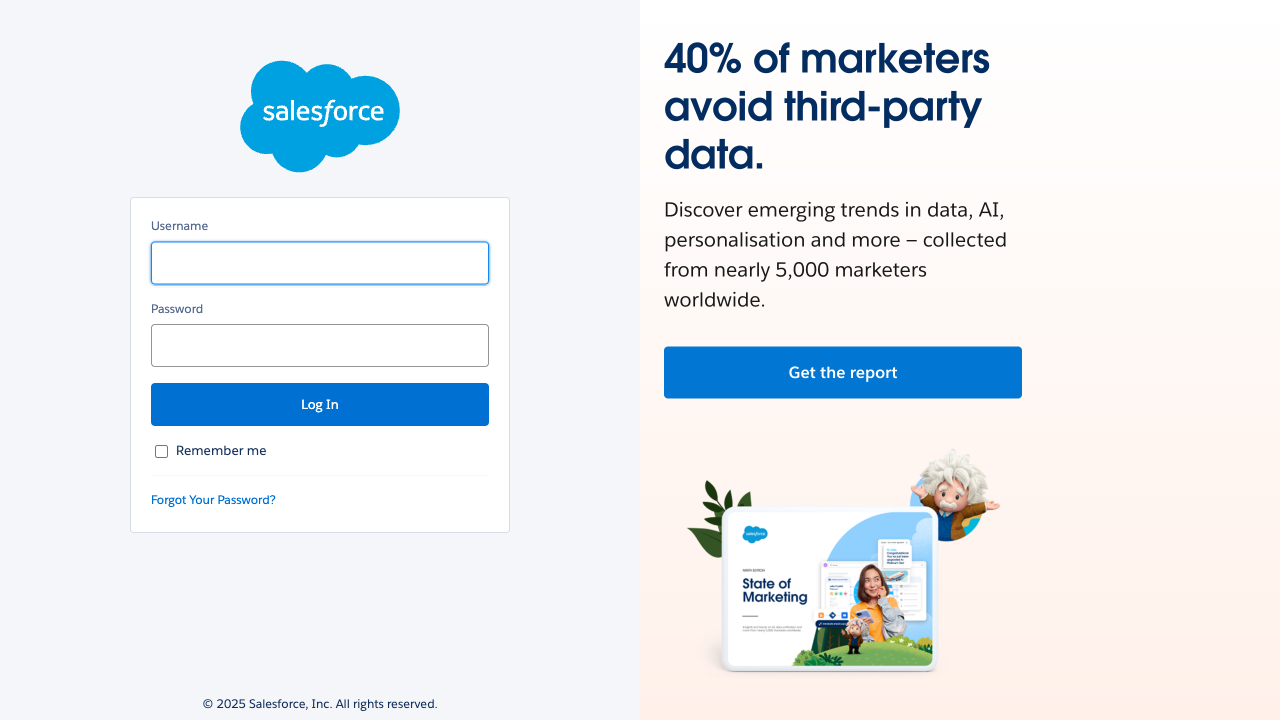 salesforce
Username
Password
Log In
Remember me
Forgot Your Password?
© 2025 Salesforce, Inc. All rights reserved.
40% of marketers
avoid third-party
data.
Discover emerging trends in data, AI,
personalisation and more – collected
from nearly 5,000 marketers
worldwide.
Get the report
salesforce
State of
Marketing